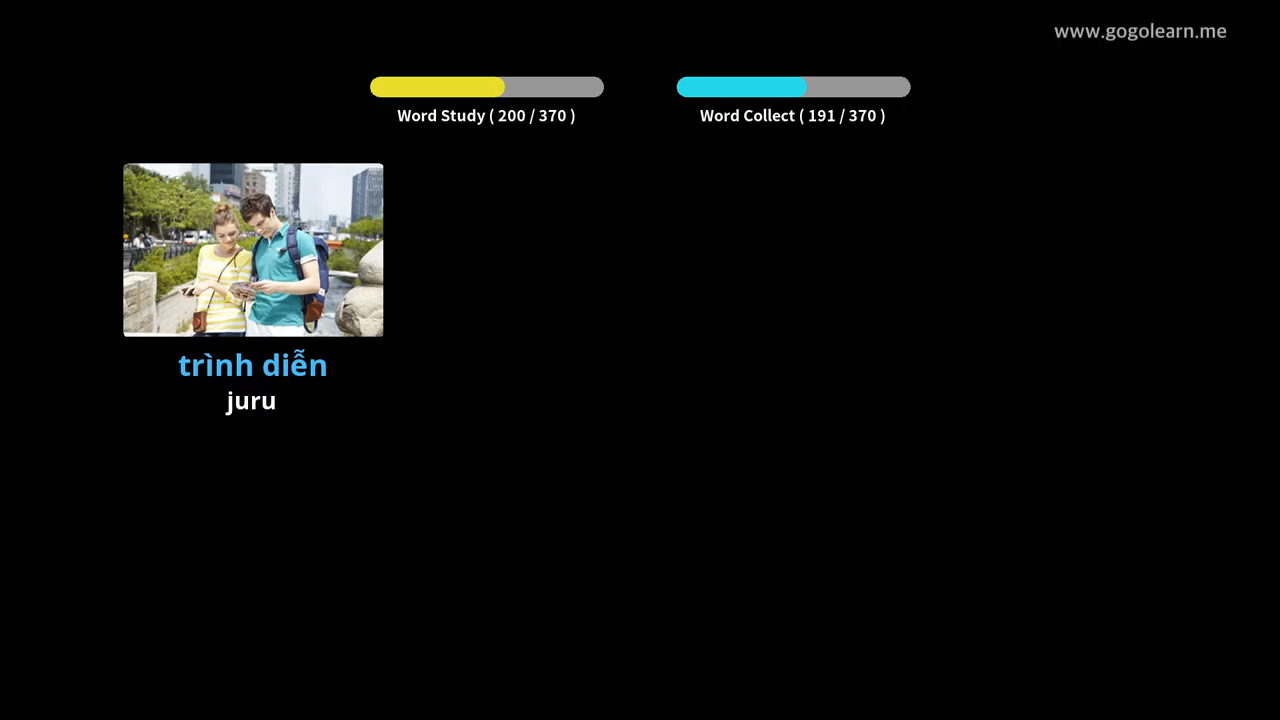 www.gogolearn.me
Word Study ( 200 / 370 )
Word Collect ( 191 / 370 )
trình diễn
juru